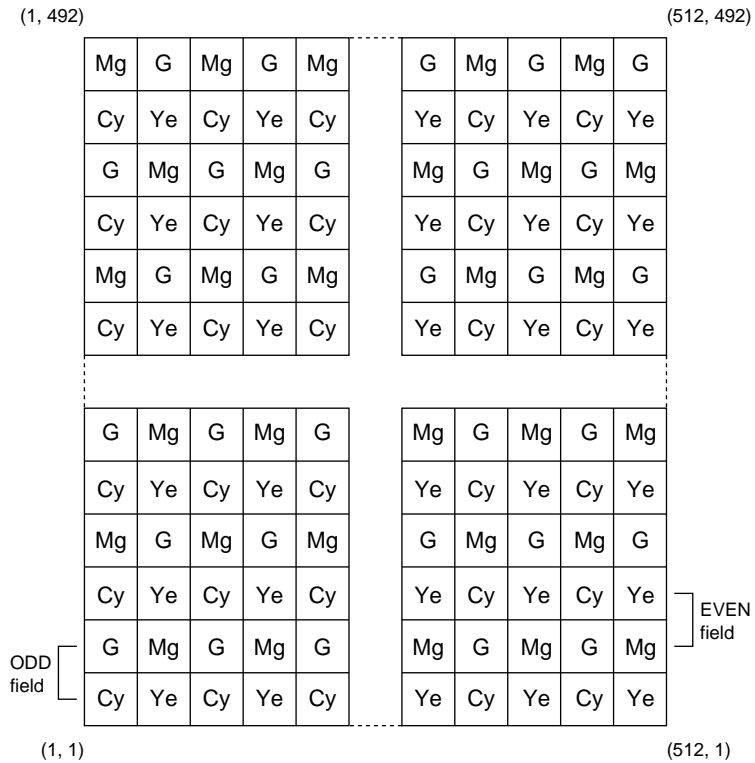 (1, 492) (512, 492)
Mg G Mg G Mg G Mg G Mg G
Cy Ye Cy Ye Cy Ye Cy Ye Cy Ye
G Mg G Mg G Mg G Mg G Mg
Cy Ye Cy Ye Cy Ye Cy Ye Cy Ye
Mg G Mg G Mg G Mg G Mg G
Cy Ye Cy Ye Cy Ye Cy Ye Cy Ye
G Mg G Mg G Mg G Mg G Mg
Cy Ye Cy Ye Cy Ye Cy Ye Cy Ye
Mg G Mg G Mg G Mg G Mg G
Cy Ye Cy Ye Cy Ye Cy Ye Cy Ye
EVEN
field
G Mg G Mg G Mg G Mg G Mg
ODD
field
Cy Ye Cy Ye Cy Ye Cy Ye Cy Ye
(1, 1) (512, 1)